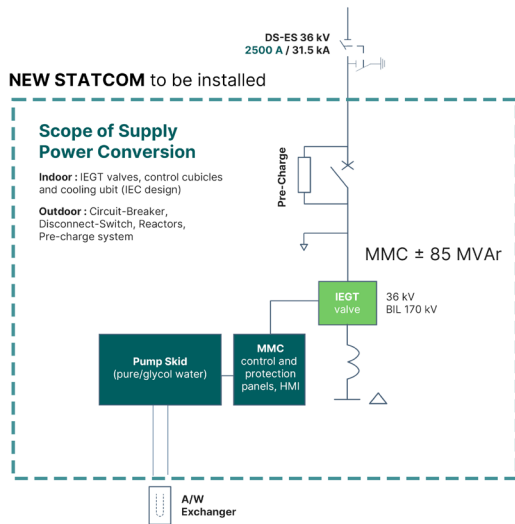 DS-ES 36 kV
2500 A / 31.5 kA
NEW STATCOM to be installed
Scope of Supply
Power Conversion
Indoor : IEGT valves, control cubicles
and cooling ubit (IEC design)
Outdoor : Circuit-Breaker,
Disconnect-Switch, Reactors,
Pre-charge system
Pre-Charge
MMC ± 85 MVAr
IEGT
valve
36 kV
BIL 170 kV
Pump Skid
(pure/glycol water)
MMC
control and
protection
panels, HMI
A/W
Exchanger